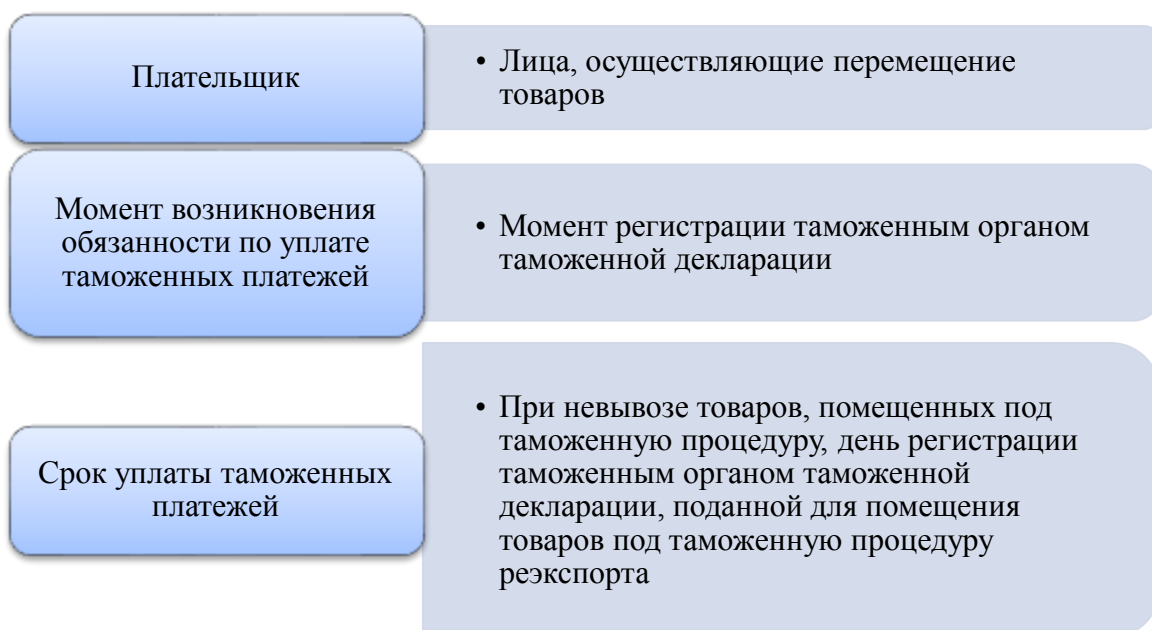 Плательщик
• Лица, осуществляющие перемещение
товаров
Момент возникновения
обязанности по уплате
таможенных платежей
• Момент регистрации таможенным органом
таможенной декларации
Срок уплаты таможенных
платежей
• При невывозе товаров, помещенных под
таможенную процедуру, день регистрации
таможенным органом таможенной
декларации, поданной для помещения
товаров под таможенную процедуру
реэкспорта